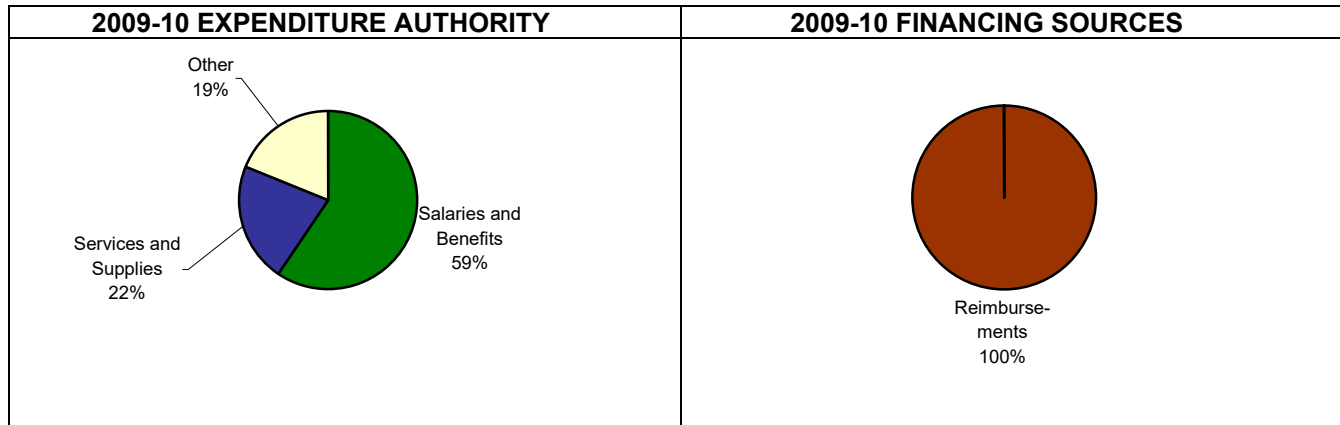 2009-10 EXPENDITURE AUTHORITY
Other
19%
Salaries and
Benefits
59%
Services and
Supplies
22%
2009-10 FINANCING SOURCES
Reimburse-
ments
100%